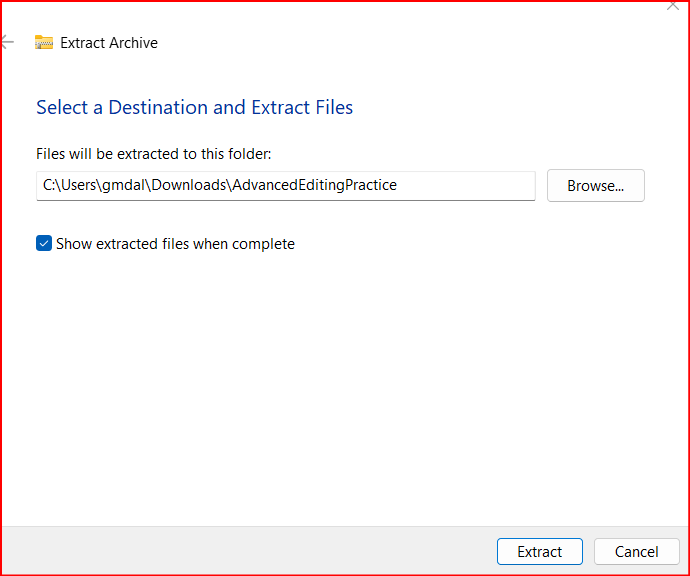 Extract Archive
Select a Destination and Extract Files
Files will be extracted to this folder:
C:\Users\gmdal\Downloads\AdvancedEditingPractice
Browse...
Show extracted files when complete
Extract
Cancel